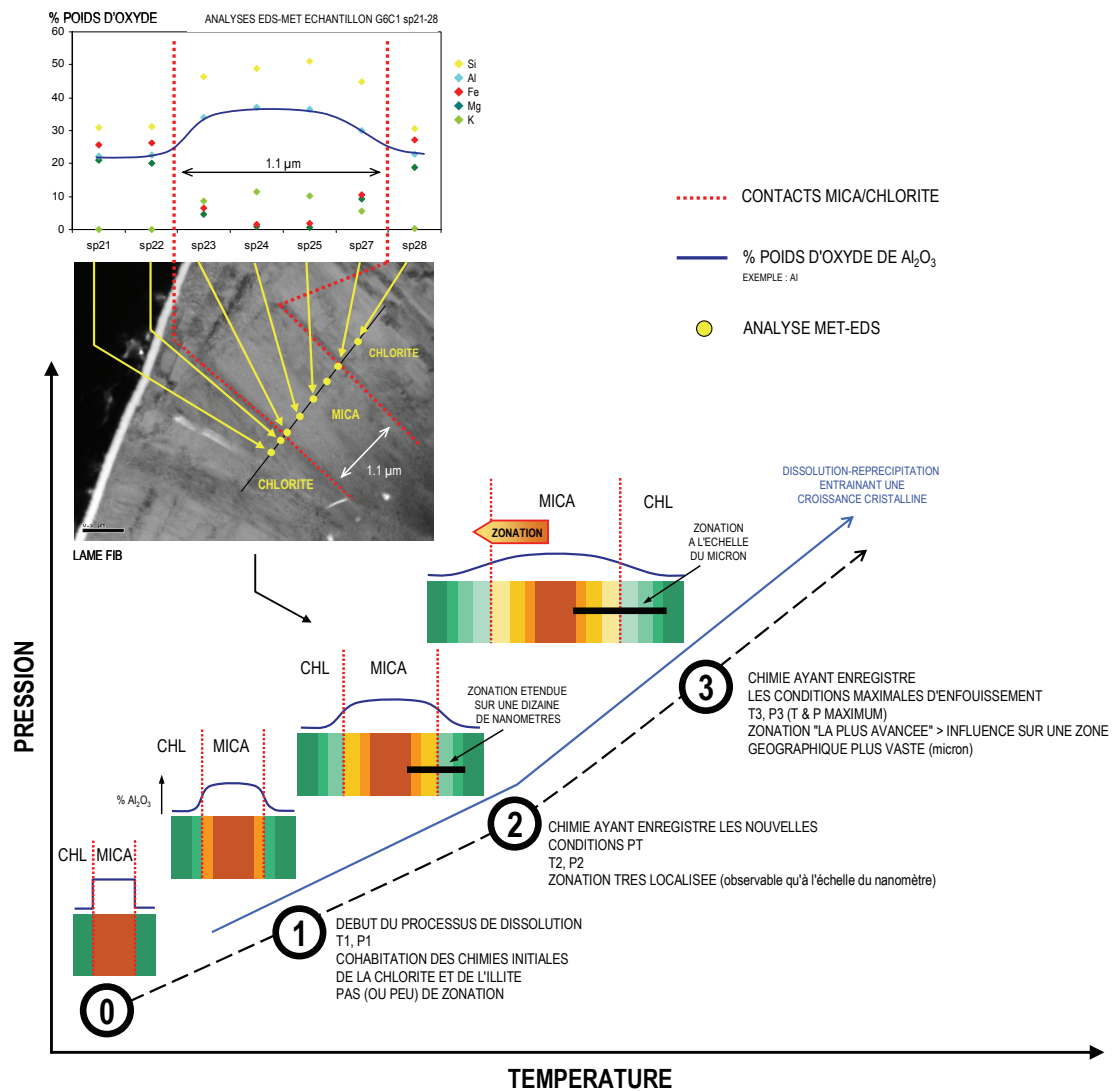 % POIDS D'OXYDE
ANALYSES EDS-MET ECHANTILLON G6C1 sp21-28
60
50
40
30
20
10
0
Si
Al
Fe
Mg
K
1.1 µm
sp21 sp22 sp23 sp24 sp25 sp27 sp28
CONTACTS MICA/CHLORITE
% POIDS D'OXYDE DE Al₂O₃
EXEMPLE : Al
ANALYSE MET-EDS
CHLORITE
MICA
1.1 µm
CHLORITE
LAME FIB
DISSOLUTION-REPRECIPITATION
ENTRAINANT UNE
CROISSANCE CRISTALLINE
MICA CHL
ZONATION
ZONATION
A L'ECHELLE
DU MICRON
CHL MICA
ZONATION ETENDUE
SUR UNE DIZAINE
DE NANOMETRES
CHL MICA
% Al₂O₃
CHL MICA
3
CHIMIE AYANT ENREGISTRE
LES CONDITIONS MAXIMALES D'ENFOUISSEMENT
T3, P3 (T & P MAXIMUM)
ZONATION "LA PLUS AVANCEE" > INFLUENCE SUR UNE ZONE
GEOGRAPHIQUE PLUS VASTE (micron)
2
CHIMIE AYANT ENREGISTRE LES NOUVELLES
CONDITIONS PT
T2, P2
ZONATION TRES LOCALISEE (observable qu'à l'échelle du nanomètre)
1
DEBUT DU PROCESSUS DE DISSOLUTION
T1, P1
COHABITATION DES CHIMIES INITIALES
DE LA CHLORITE ET DE L'ILLITE
PAS (OU PEU) DE ZONATION
0
PRESSION
TEMPERATURE